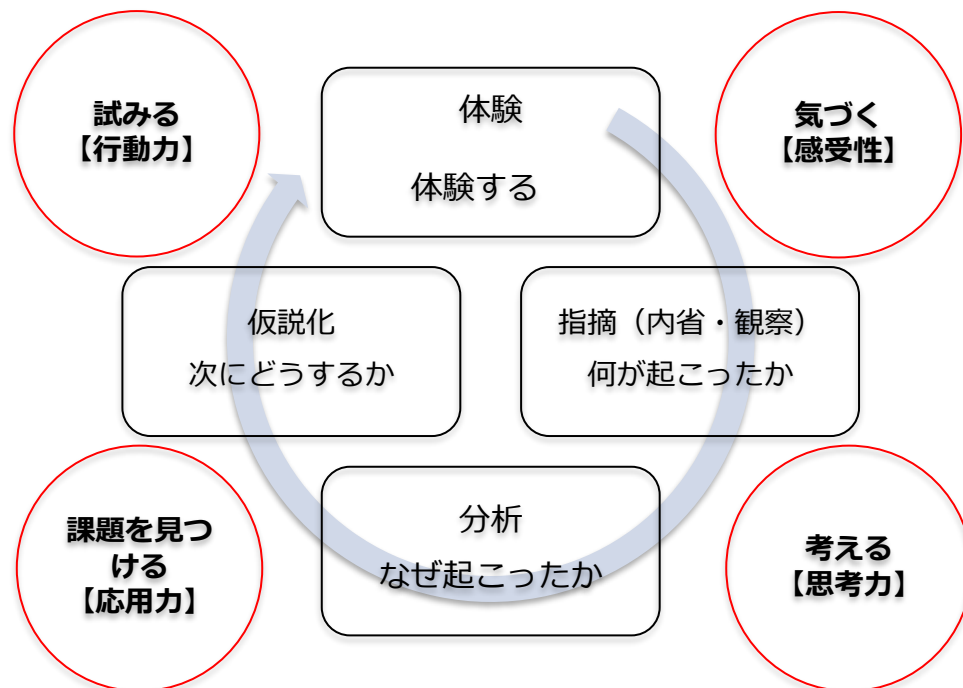 試みる
【行動力】
体験
体験する
気づく
【感受性】
仮説化
次にどうするか
指摘（内省・観察）
何が起こったか
課題を見つ
ける
【応用力】
分析
なぜ起こったか
考える
【思考力】